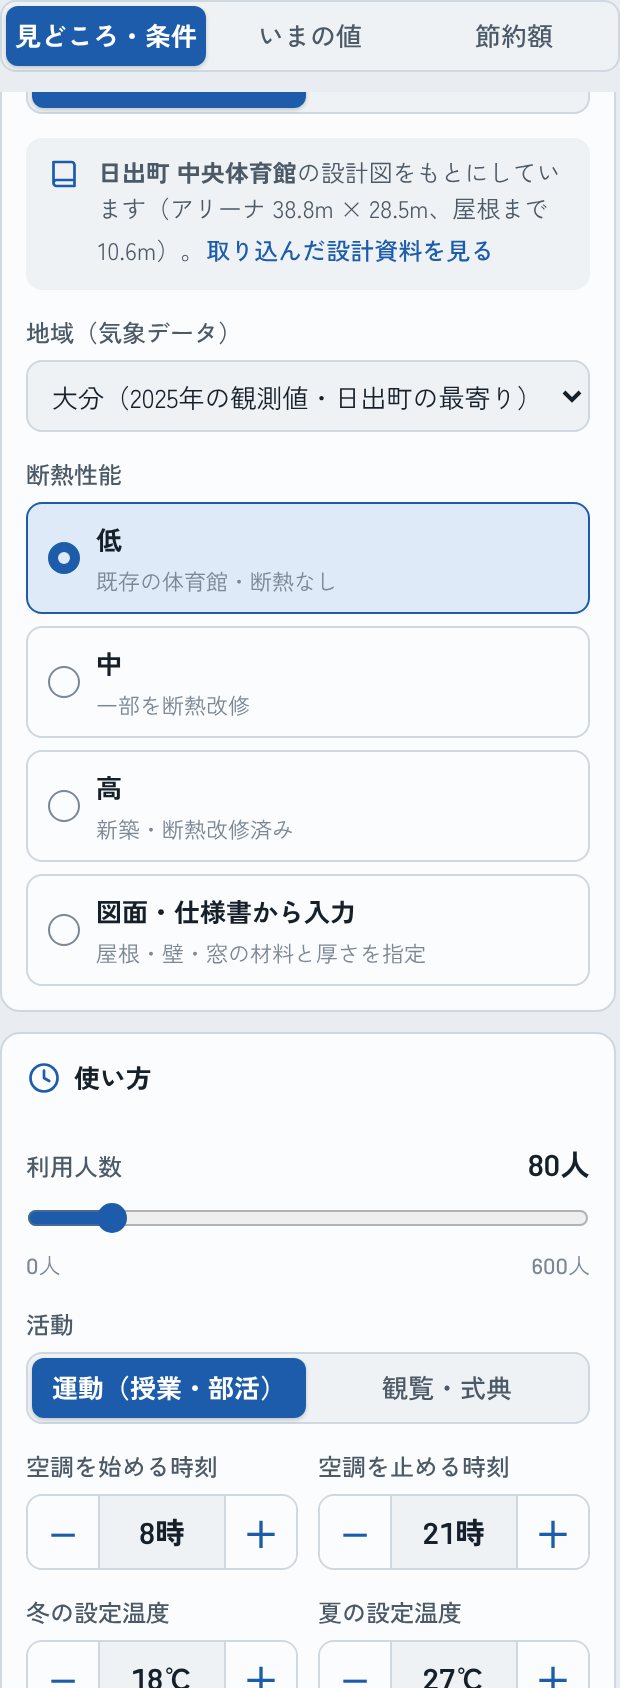 見どころ・条件 いまの値 節約額
日出町 中央体育館の設計図をもとにしてい
ます（アリーナ 38.8m × 28.5m、屋根まで
10.6m）。取り込んだ設計資料を見る
地域（気象データ）
大分（2025年の観測値・日出町の最寄り）
断熱性能
低
既存の体育館・断熱なし
中
一部を断熱改修
高
新築・断熱改修済み
図面・仕様書から入力
屋根・壁・窓の材料と厚さを指定
使い方
利用人数 80人
0人 600人
活動
運動（授業・部活） 観覧・式典
空調を始める時刻 空調を止める時刻
− 8時 + − 21時 +
冬の設定温度 夏の設定温度
− 18℃ + − 27℃ +